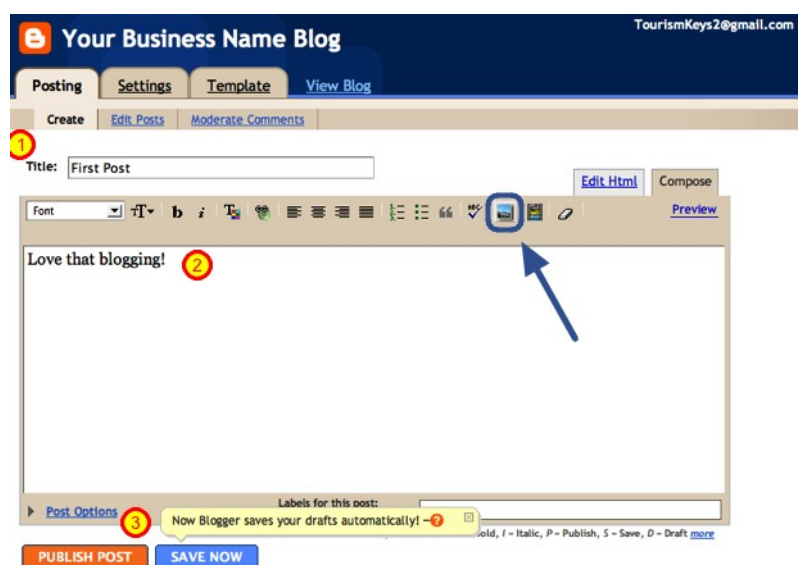 TourismKeys2@gmail.com
Your Business Name Blog
Posting Settings Template View Blog
Create Edit Posts Moderate Comments
1
Title: First Post
Edit Html Compose
Font T b i T ABC Preview
Love that blogging! 2
Labels for this post:
Post Options 3 Now Blogger saves your drafts automatically! – ?
old, I – Italic, P – Publish, S – Save, D – Draft more
PUBLISH POST SAVE NOW